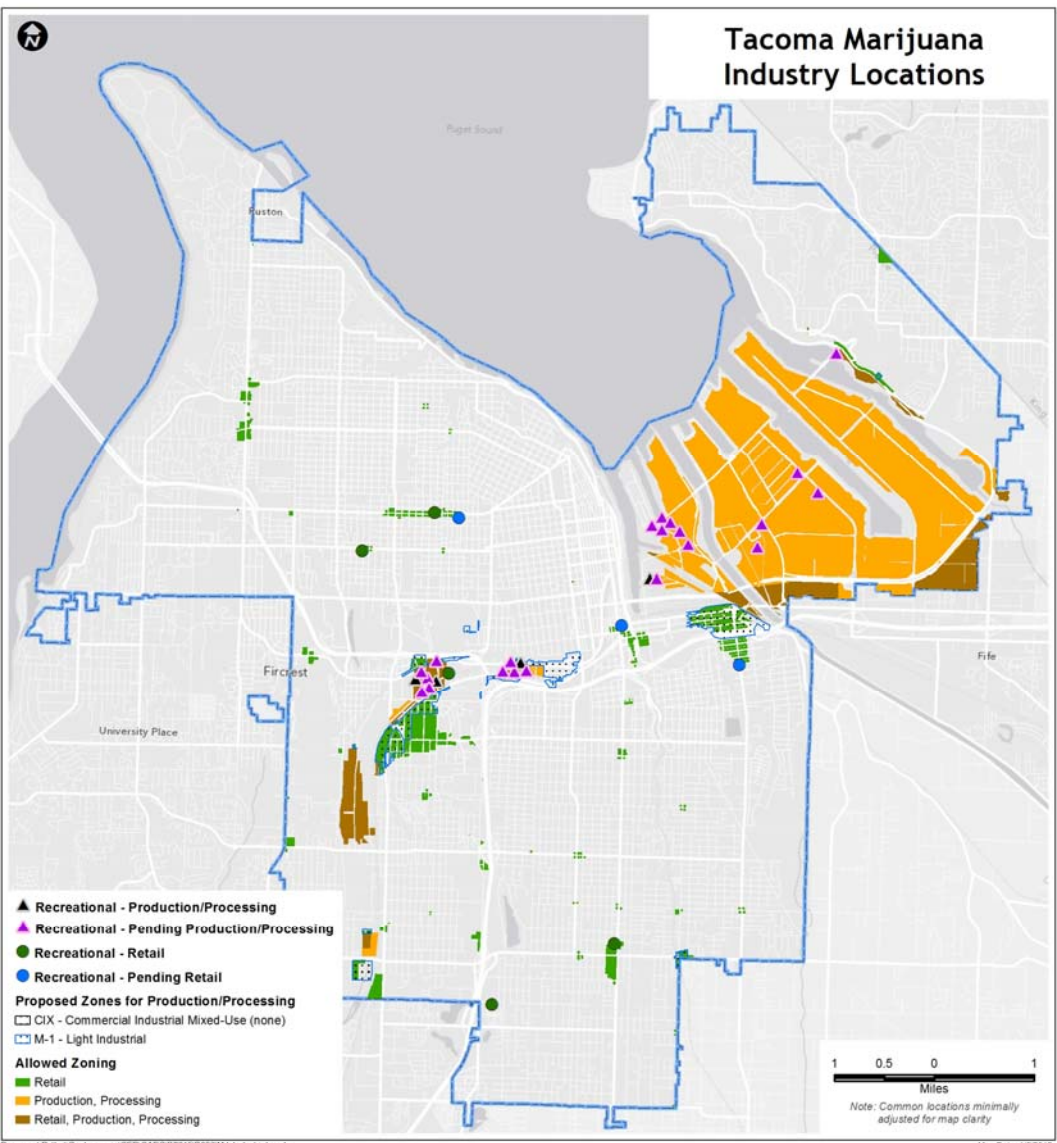 N
Tacoma Marijuana
Industry Locations
Puget Sound
Ruston
King
Fircrest
Fife
University Place
Recreational - Production/Processing
Recreational - Pending Production/Processing
Recreational - Retail
Recreational - Pending Retail
Proposed Zones for Production/Processing
CIX - Commercial Industrial Mixed-Use (none)
M-1 - Light Industrial
Allowed Zoning
Retail
Production, Processing
Retail, Production, Processing
1 0.5 0 1
Miles
Note: Common locations minimally
adjusted for map clarity